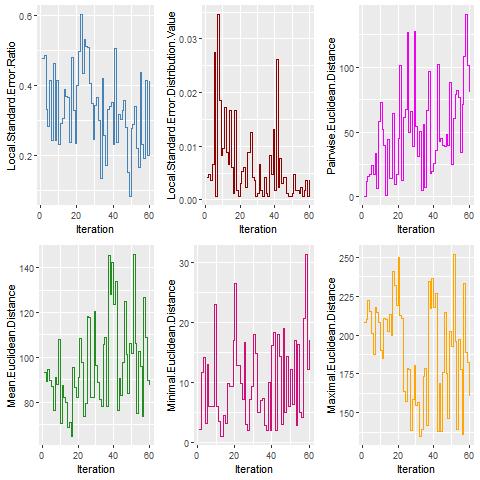 Local.Standard.Error.Ratio
0.6
0.4
0.2
0 20 40 60
Iteration
Local.Standard.Error.Distribution.Value
0.03
0.02
0.01
0.00
0 20 40 60
Iteration
Pairwise.Euclidean.Distance
100
50
0
0 20 40 60
Iteration
Mean.Euclidean.Distance
140
120
100
80
0 20 40 60
Iteration
Minimal.Euclidean.Distance
30
20
10
0
0 20 40 60
Iteration
Maximal.Euclidean.Distance
250
225
200
175
150
0 20 40 60
Iteration